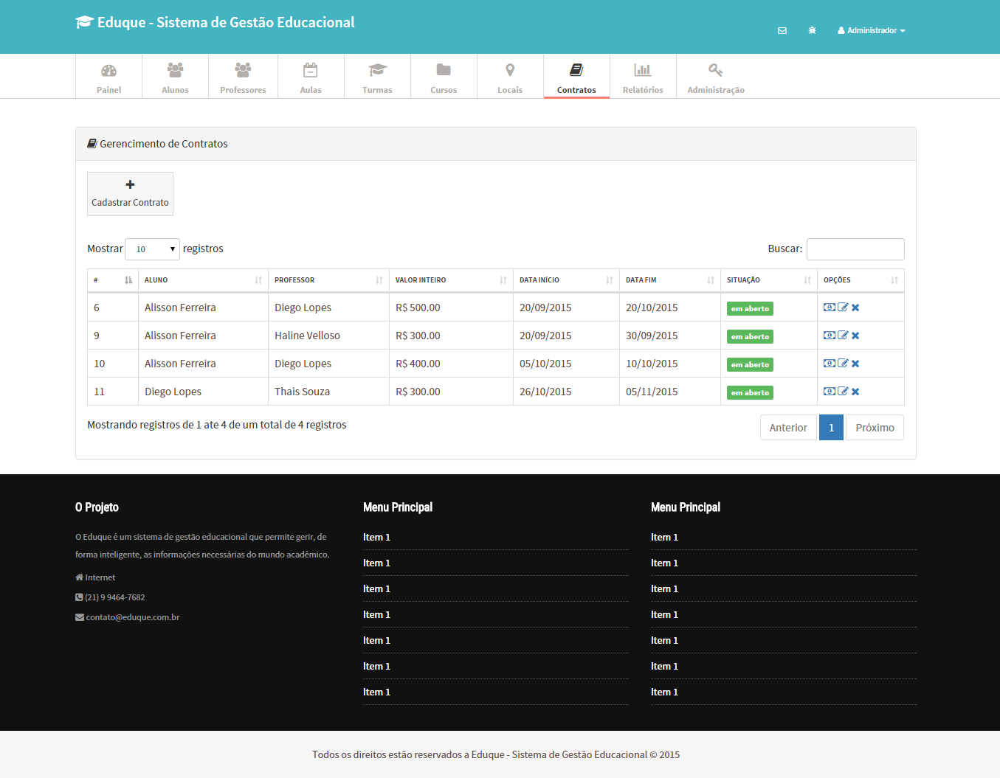 Eduque - Sistema de Gestão Educacional
Administrador
Painel Alunos Professores Aulas Turmas Cursos Locais Contratos Relatórios Administração
Gerencimento de Contratos
Cadastrar Contrato
Mostrar 10 registros Buscar:
# ALUNO PROFESSOR VALOR INTEIRO DATA INÍCIO DATA FIM SITUAÇÃO OPÇÕES
6 Alisson Ferreira Diego Lopes R$ 500.00 20/09/2015 20/10/2015 em aberto
9 Alisson Ferreira Haline Velloso R$ 300.00 20/09/2015 30/09/2015 em aberto
10 Alisson Ferreira Diego Lopes R$ 400.00 05/10/2015 10/10/2015 em aberto
11 Diego Lopes Thais Souza R$ 300.00 26/10/2015 05/11/2015 em aberto
Mostrando registros de 1 ate 4 de um total de 4 registros Anterior 1 Próximo
O Projeto
O Eduque é um sistema de gestão educacional que permite gerir, de
forma inteligente, as informações necessárias do mundo acadêmico.
Internet
(21) 9 9464-7682
contato@eduque.com.br
Menu Principal
Item 1
Item 1
Item 1
Item 1
Item 1
Item 1
Item 1
Menu Principal
Item 1
Item 1
Item 1
Item 1
Item 1
Item 1
Item 1
Todos os direitos estão reservados a Eduque - Sistema de Gestão Educacional © 2015